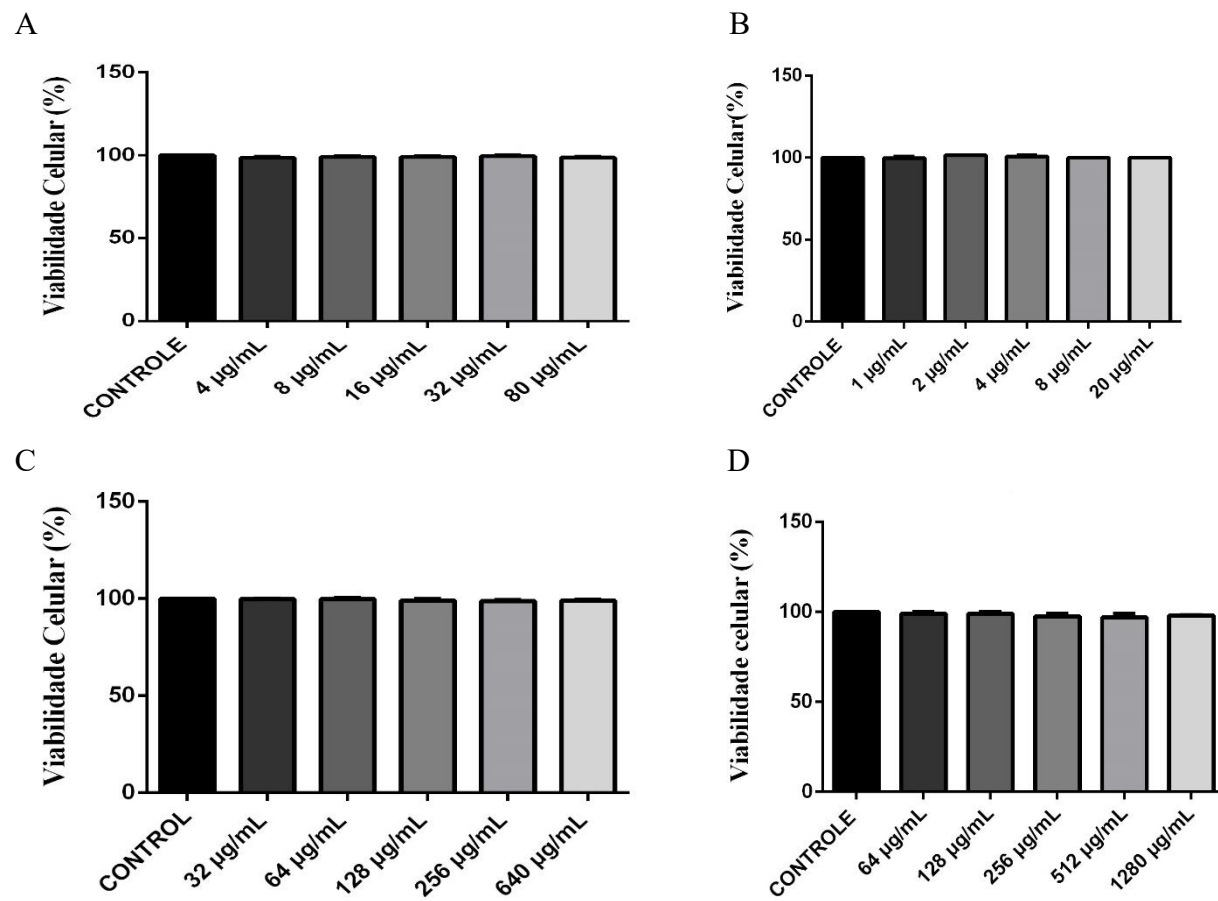 A
Viabilidade Celular (%)
150
100
50
0
CONTROLE
4 µg/mL
8 µg/mL
16 µg/mL
32 µg/mL
80 µg/mL
B
Viabilidade Celular(%)
150
100
50
0
CONTROLE
1 µg/mL
2 µg/mL
4 µg/mL
8 µg/mL
20 µg/mL
C
Viabilidade Celular (%)
150
100
50
0
CONTROL
32 µg/mL
64 µg/mL
128 µg/mL
256 µg/mL
640 µg/mL
D
Viabilidade celular (%)
150
100
50
0
CONTROLE
64 µg/mL
128 µg/mL
256 µg/mL
512 µg/mL
1280 µg/mL